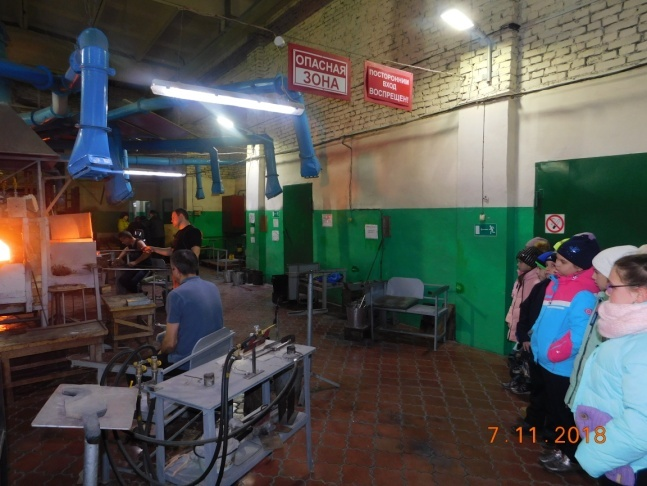 ОПАСНАЯ
ЗОНА
ПОСТОРОННИМ
ВХОД
ВОСПРЕЩЕН!
7.11.2018